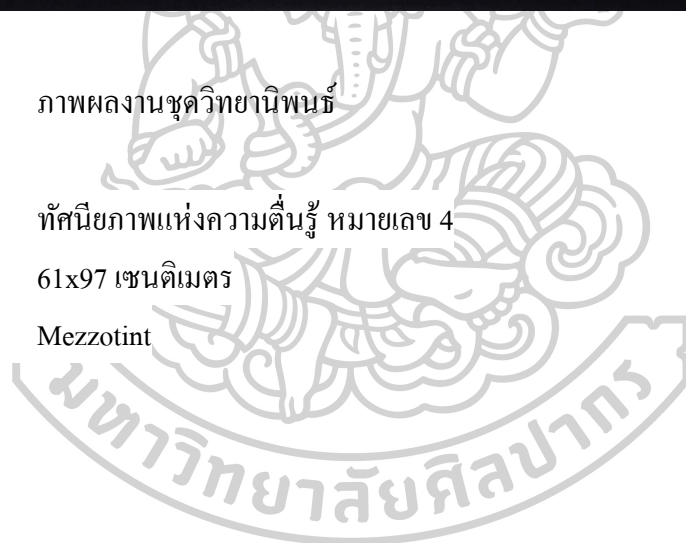 ภาพผลงานชุดวิทยานิพนธ์
ทัศนียภาพแห่งความตื่นรู้ หมายเลข 4
61x97 เซนติเมตร
Mezzotint
มหาวิทยาลัยศิลปากร